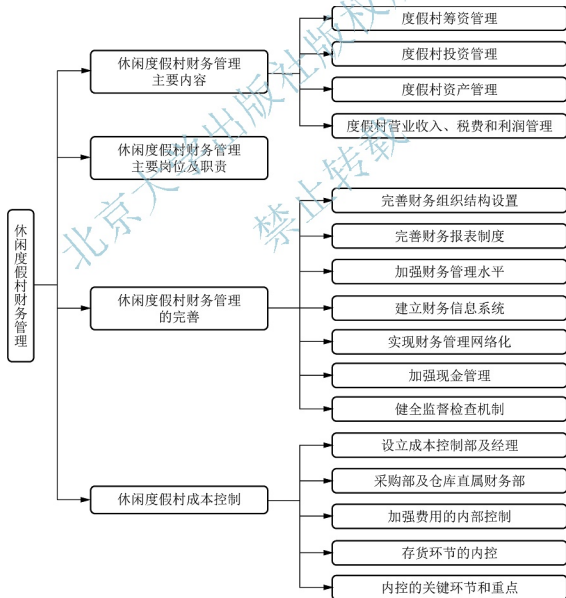 休闲度假村财务管理
休闲度假村财务管理
主要内容
度假村筹资管理
度假村投资管理
度假村资产管理
度假村营业收入、税费和利润管理
休闲度假村财务管理
主要岗位及职责
休闲度假村财务管理
的完善
完善财务组织结构设置
完善财务报表制度
加强财务管理水平
建立财务信息系统
实现财务管理网络化
加强现金管理
健全监督检查机制
休闲度假村成本控制
设立成本控制部及经理
采购部及仓库直属财务部
加强费用的内部控制
存货环节的内控
内控的关键环节和重点
北京大学出版社版权所
禁止转载